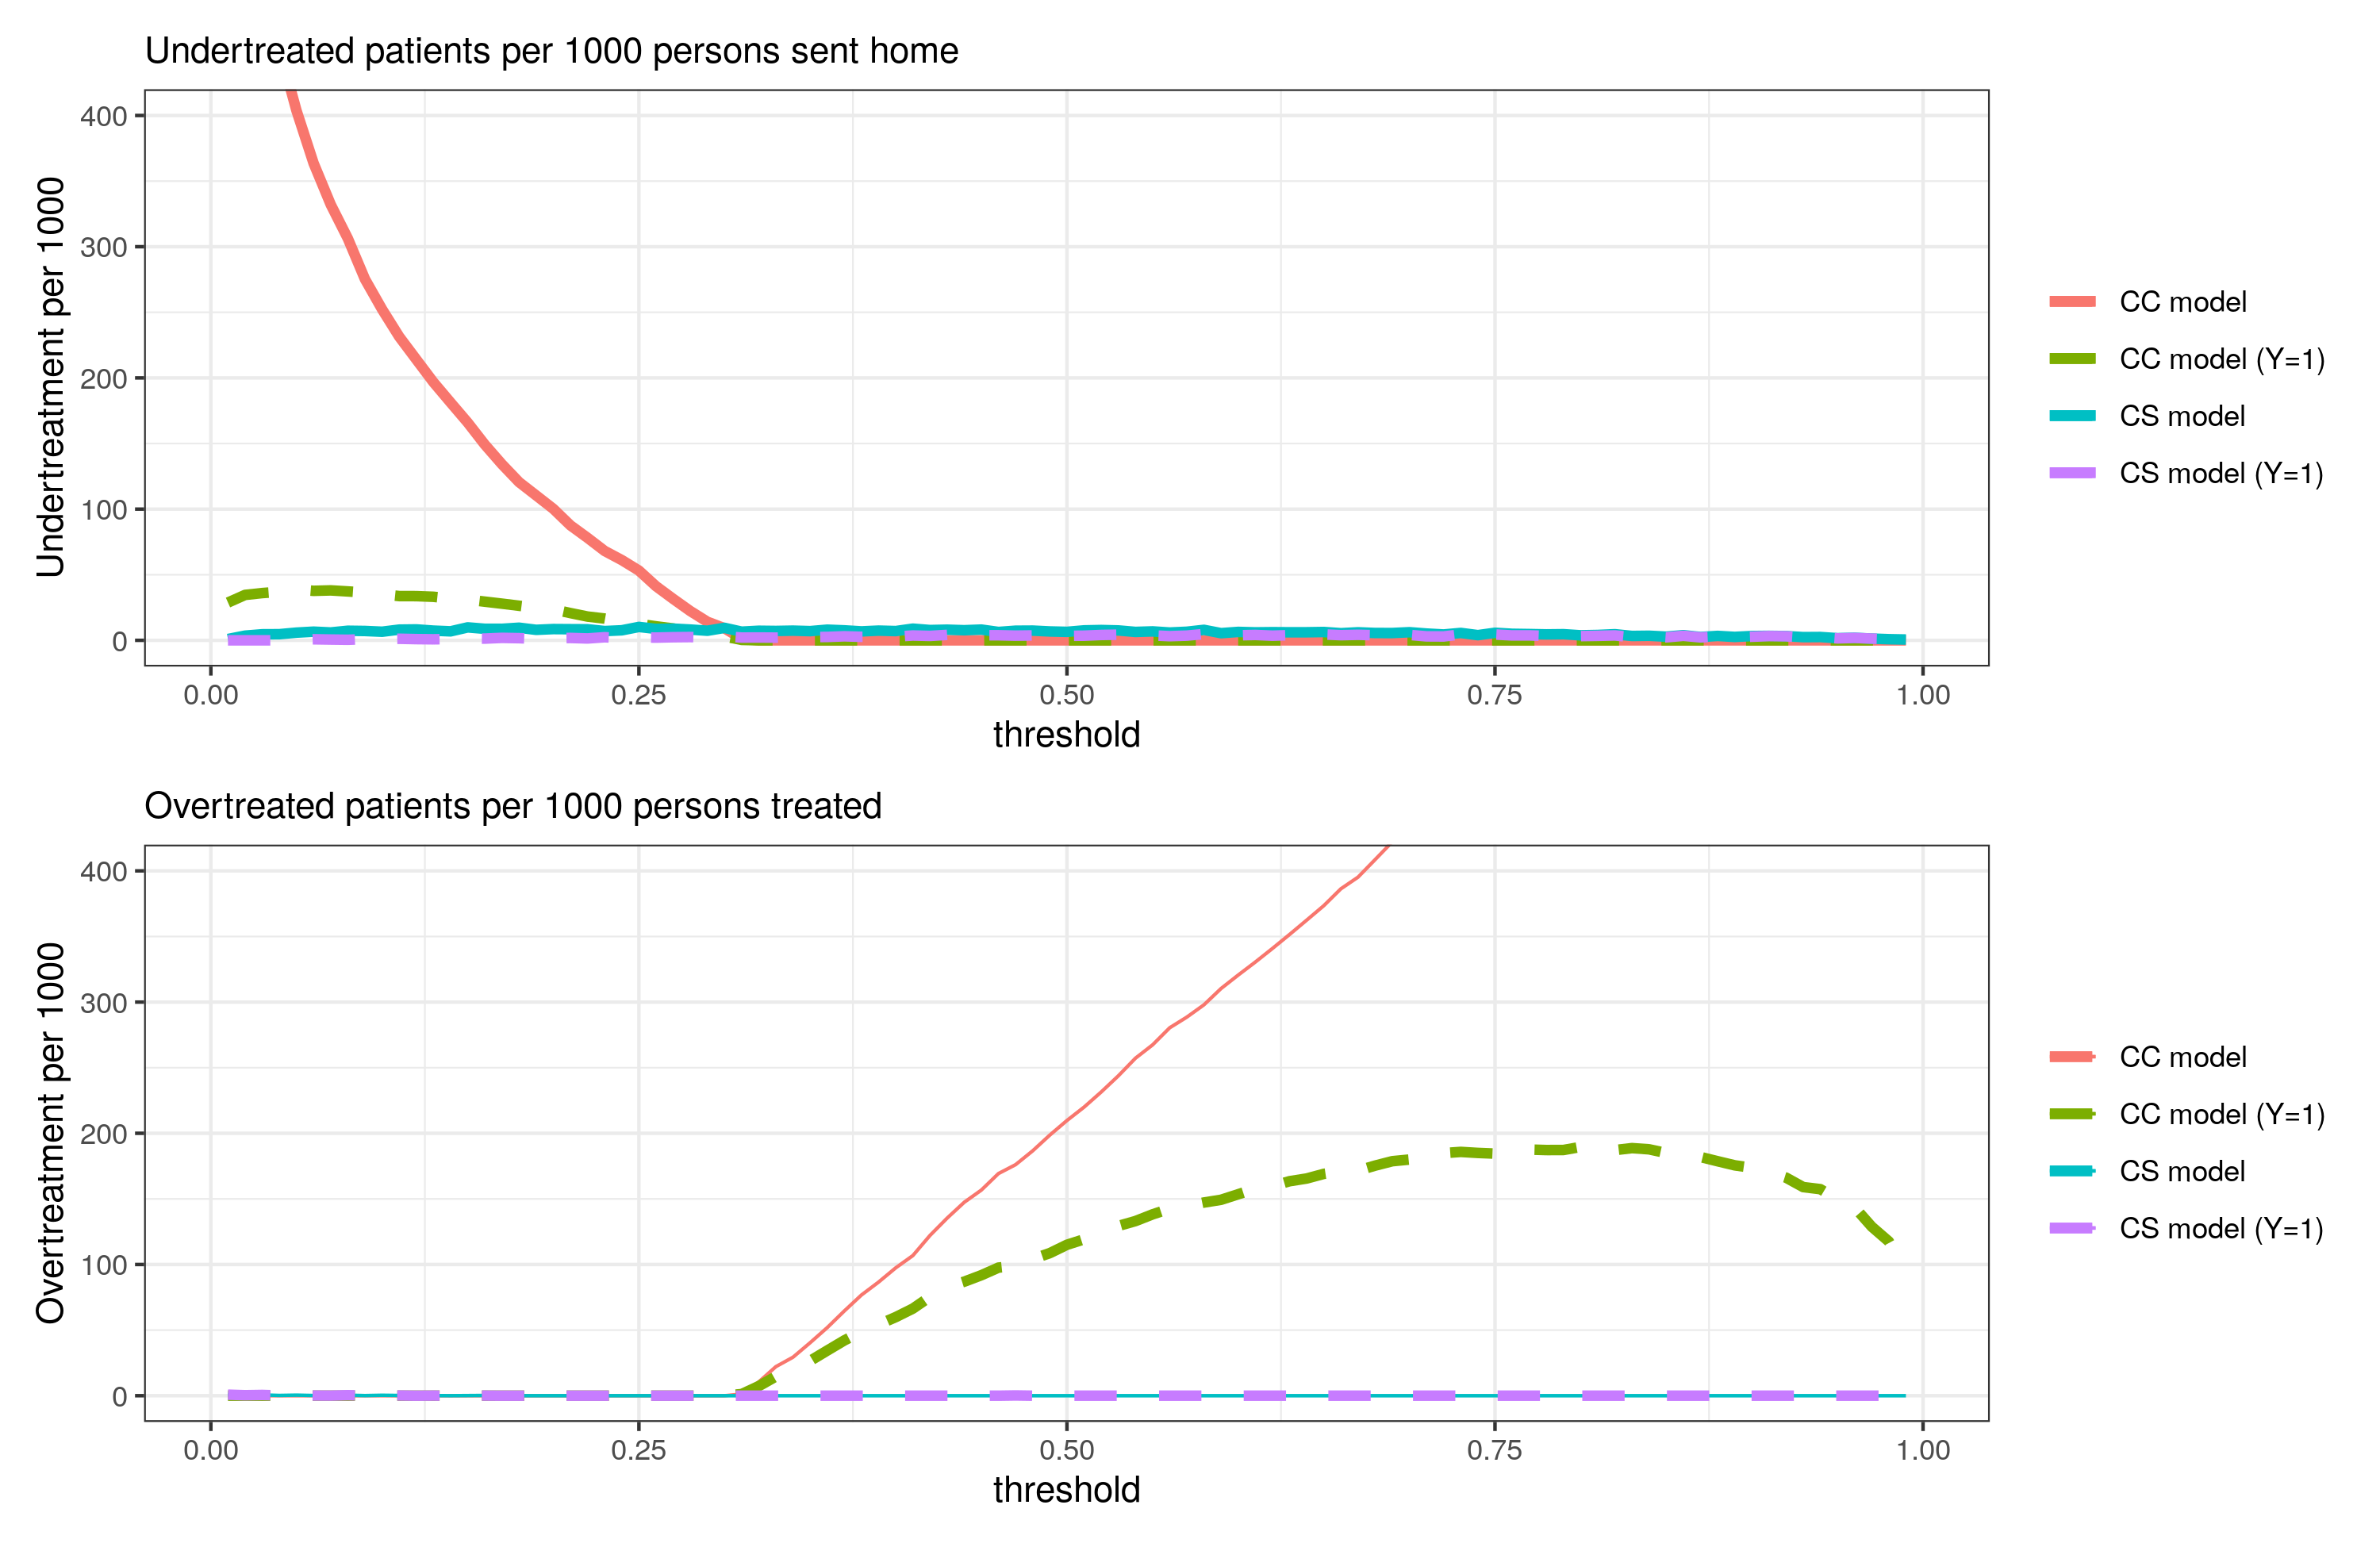 Undertreated patients per 1000 persons sent home
Undertreatment per 1000
400
300
200
100
0
0.00 0.25 0.50 0.75 1.00
threshold
CC model
CC model (Y=1)
CS model
CS model (Y=1)
Overtreated patients per 1000 persons treated
Overtreatment per 1000
400
300
200
100
0
0.00 0.25 0.50 0.75 1.00
threshold
CC model
CC model (Y=1)
CS model
CS model (Y=1)